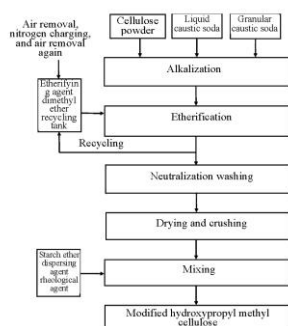 Air removal,
nitrogen charging,
and air removal
again
Cellulose
powder
Liquid
caustic soda
Granular
caustic soda
Alkalization
Etherifyin
g agent
dimethyl
ether
recycling
tank
Etherification
Recycling
Neutralization washing
Drying and crushing
Starch ether
dispersing
agent
rheological
agent
Mixing
Modified hydroxypropyl methyl
cellulose